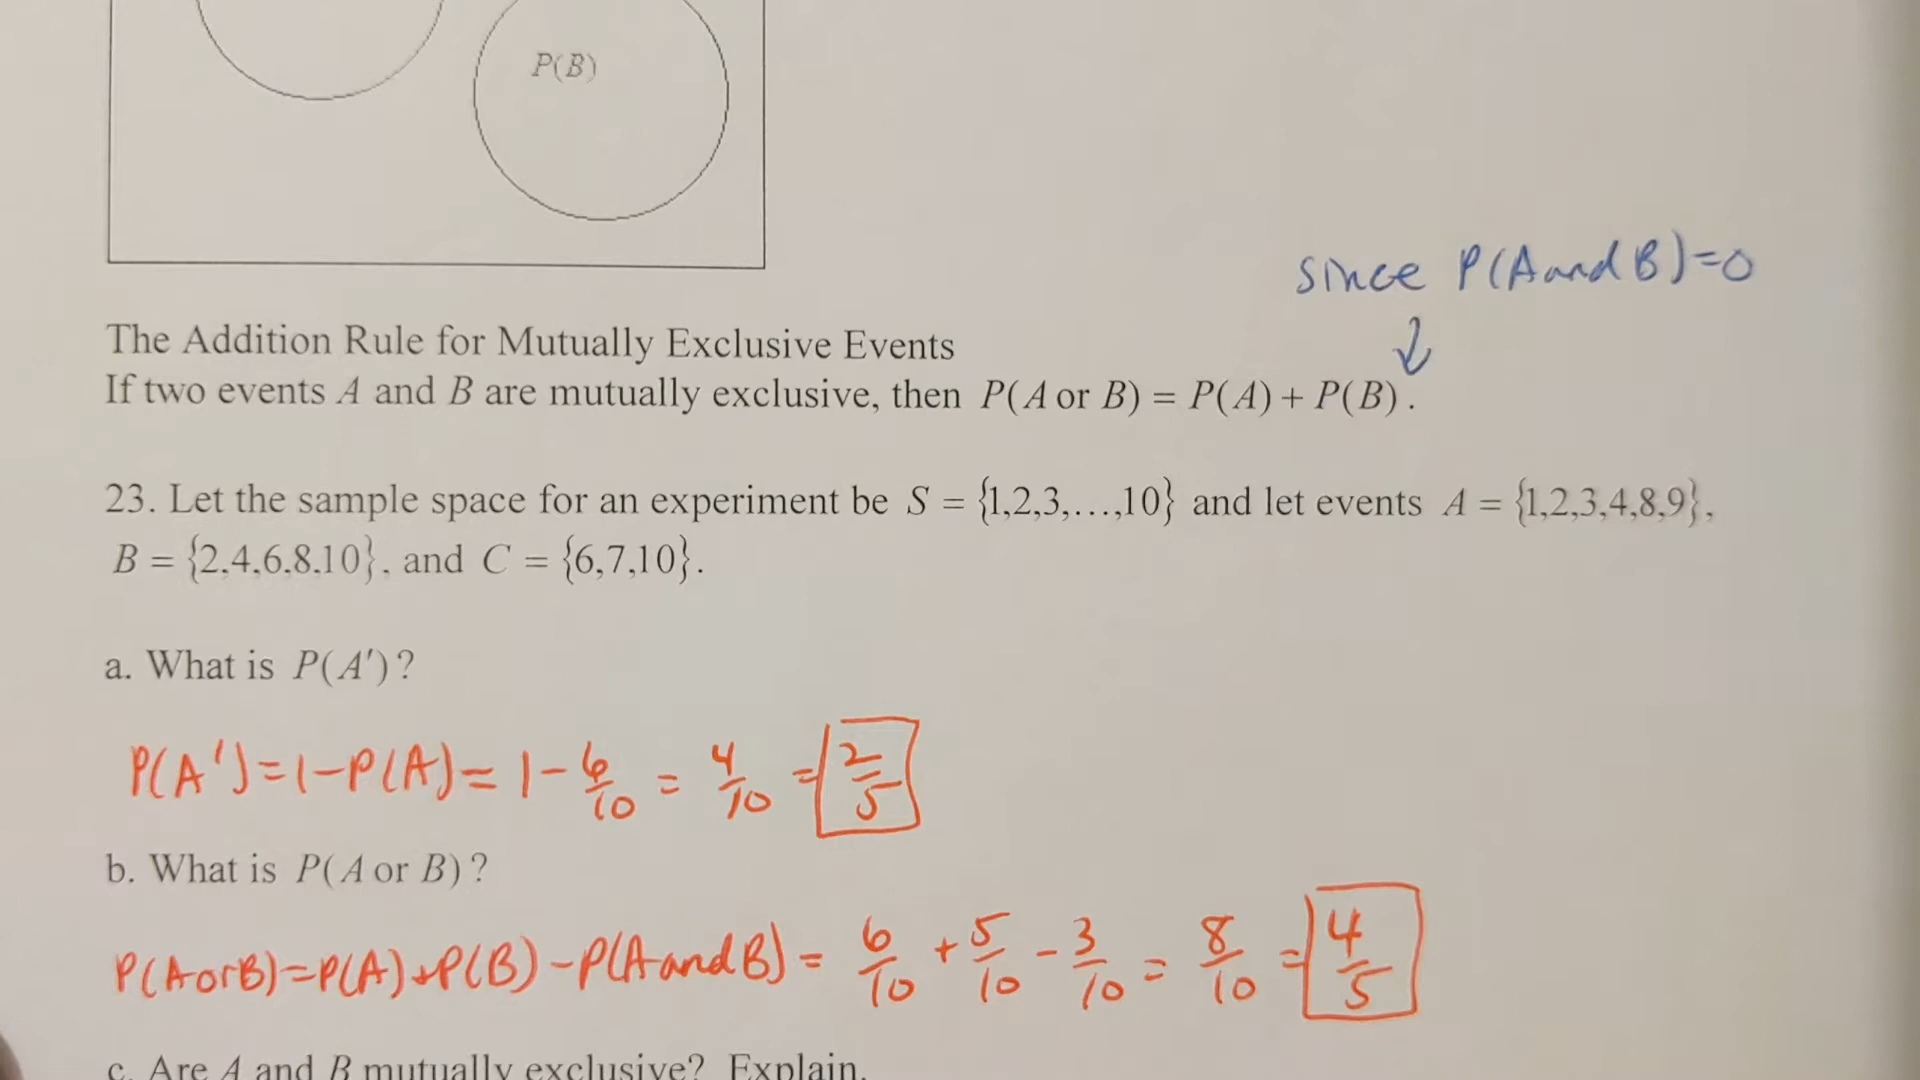 P(B)
since P(A and B)=0
↓
The Addition Rule for Mutually Exclusive Events
If two events A and B are mutually exclusive, then P(A or B) = P(A) + P(B).
23. Let the sample space for an experiment be S = {1,2,3,...,10} and let events A = {1,2,3,4,8,9},
B = {2,4,6,8,10}, and C = {6,7,10}.
a. What is P(A′)?
P(A')=1-P(A)=1-6/10=4/10=2/5
b. What is P(A or B)?
P(A or B)=P(A)+P(B)-P(A and B)=6/10+5/10-3/10=8/10=4/5
c. Are A and B mutually exclusive? Explain.